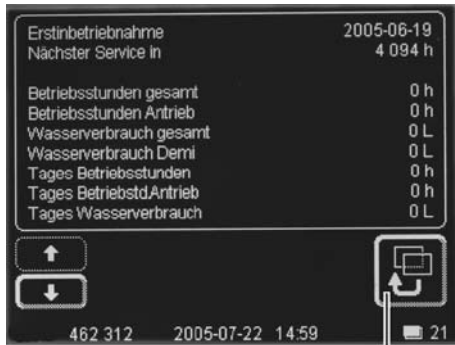 Erstinbetriebnahme 2005-06-19
Nächster Service in 4 094 h
Betriebsstunden gesamt 0 h
Betriebsstunden Antrieb 0 h
Wasserverbrauch gesamt 0 L
Wasserverbrauch Demi 0 L
Tages Betriebsstunden 0 h
Tages Betriebstd.Antrieb 0 h
Tages Wasserverbrauch 0 L
462 312 2005-07-22 14:59 21